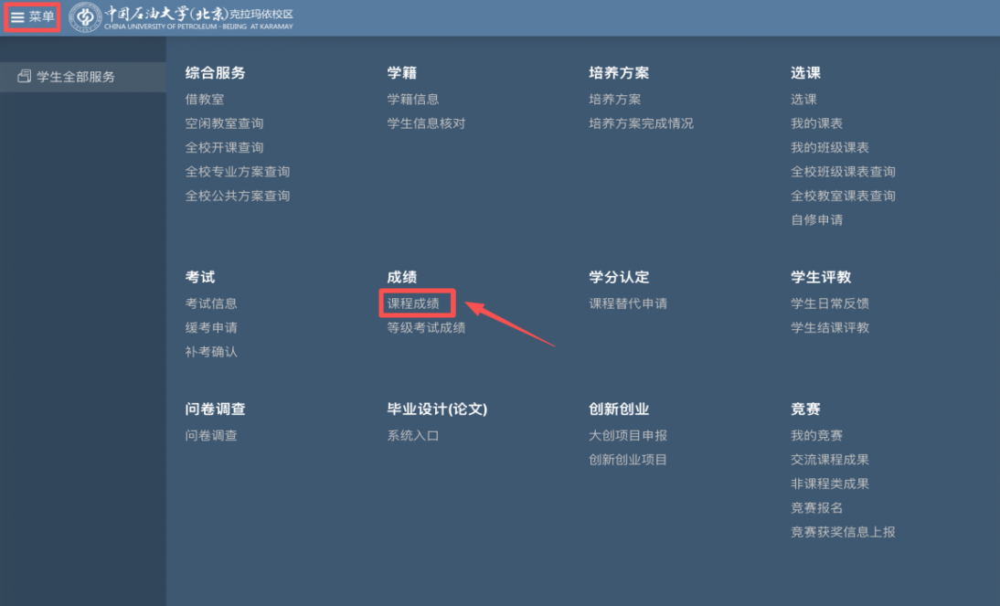 菜单
中国石油大学(北京)克拉玛依校区
CHINA UNIVERSITY OF PETROLEUM - BEIJING AT KARAMAY
学生全部服务
综合服务
借教室
空闲教室查询
全校开课查询
全校专业方案查询
全校公共方案查询
学籍
学籍信息
学生信息核对
培养方案
培养方案
培养方案完成情况
选课
选课
我的课表
我的班级课表
全校班级课表查询
全校教室课表查询
自修申请
考试
考试信息
缓考申请
补考确认
成绩
课程成绩
等级考试成绩
学分认定
课程替代申请
学生评教
学生日常反馈
学生结课评教
问卷调查
问卷调查
毕业设计(论文)
系统入口
创新创业
大创项目申报
创新创业项目
竞赛
我的竞赛
交流课程成果
非课程类成果
竞赛报名
竞赛获奖信息上报